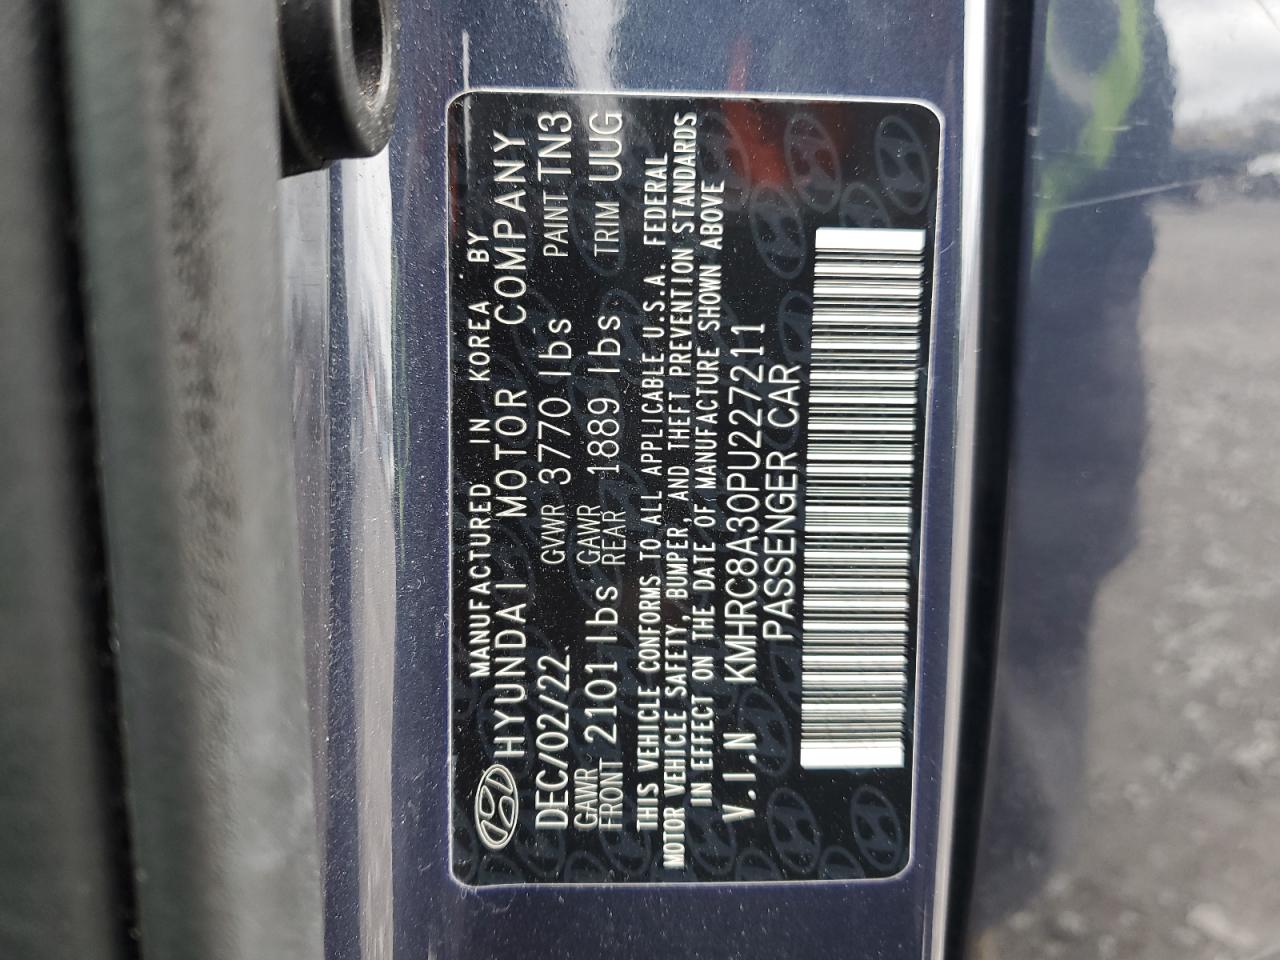 MANUFACTURED IN KOREA BY
HYUNDAI MOTOR COMPANY
DEC/02/22 GVWR 3770 lbs PAINT TN3
GAWR FRONT 2101 lbs GAWR REAR 1889 lbs TRIM UUG
THIS VEHICLE CONFORMS TO ALL APPLICABLE U.S.A. FEDERAL
MOTOR VEHICLE SAFETY, BUMPER, AND THEFT PREVENTION STANDARDS
IN EFFECT ON THE DATE OF MANUFACTURE SHOWN ABOVE
V.I.N KMHRC8A30PU227211
PASSENGER CAR